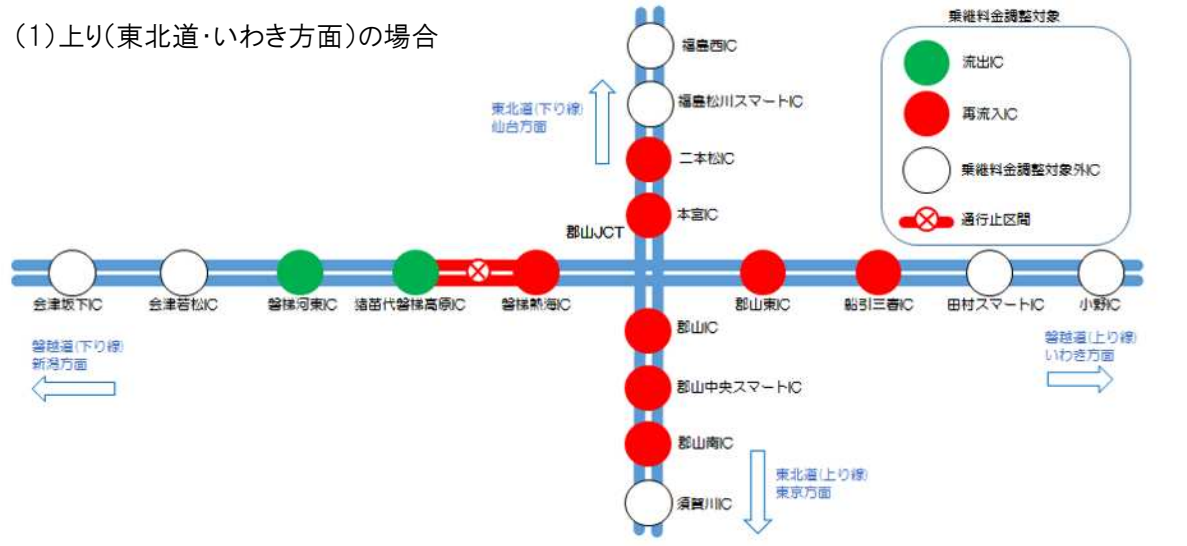 (1)上り(東北道・いわき方面)の場合
乗継料金調整対象
流出IC
再流入IC
乗継料金調整対象外IC
通行止区間
福島西IC
福島松川スマートIC
東北道(下り線)
仙台方面
二本松IC
本宮IC
郡山JCT
会津坂下IC
会津若松IC
磐梯河東IC
猪苗代磐梯高原IC
磐梯熱海IC
郡山東IC
船引三春IC
田村スマートIC
小野IC
磐越道(下り線)
新潟方面
郡山IC
磐越道(上り線)
いわき方面
郡山中央スマートIC
郡山南IC
東北道(上り線)
東京方面
須賀川IC